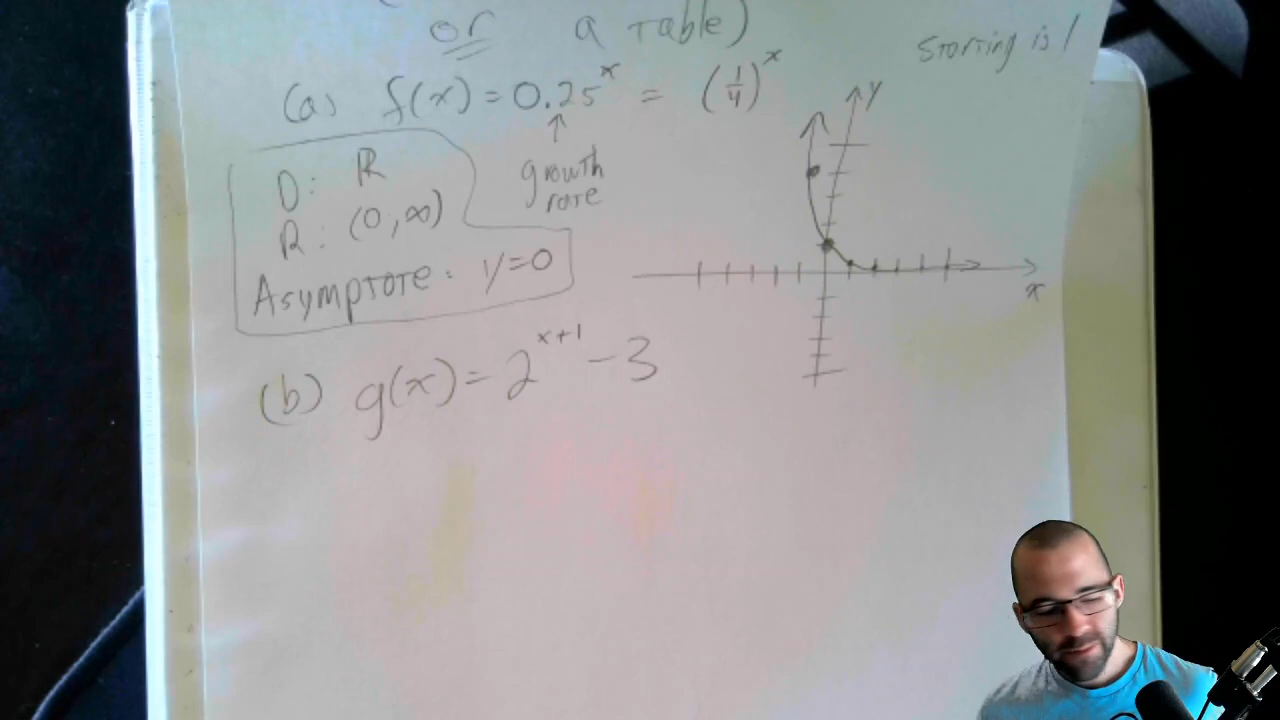 or a table)
Starting is 1
(a) f(x) = 0.25^x = (1/4)^x
↑
growth
rate
D: ℝ
R: (0, ∞)
Asymptote: y=0
y
x
(b) g(x) = 2^{x+1} - 3